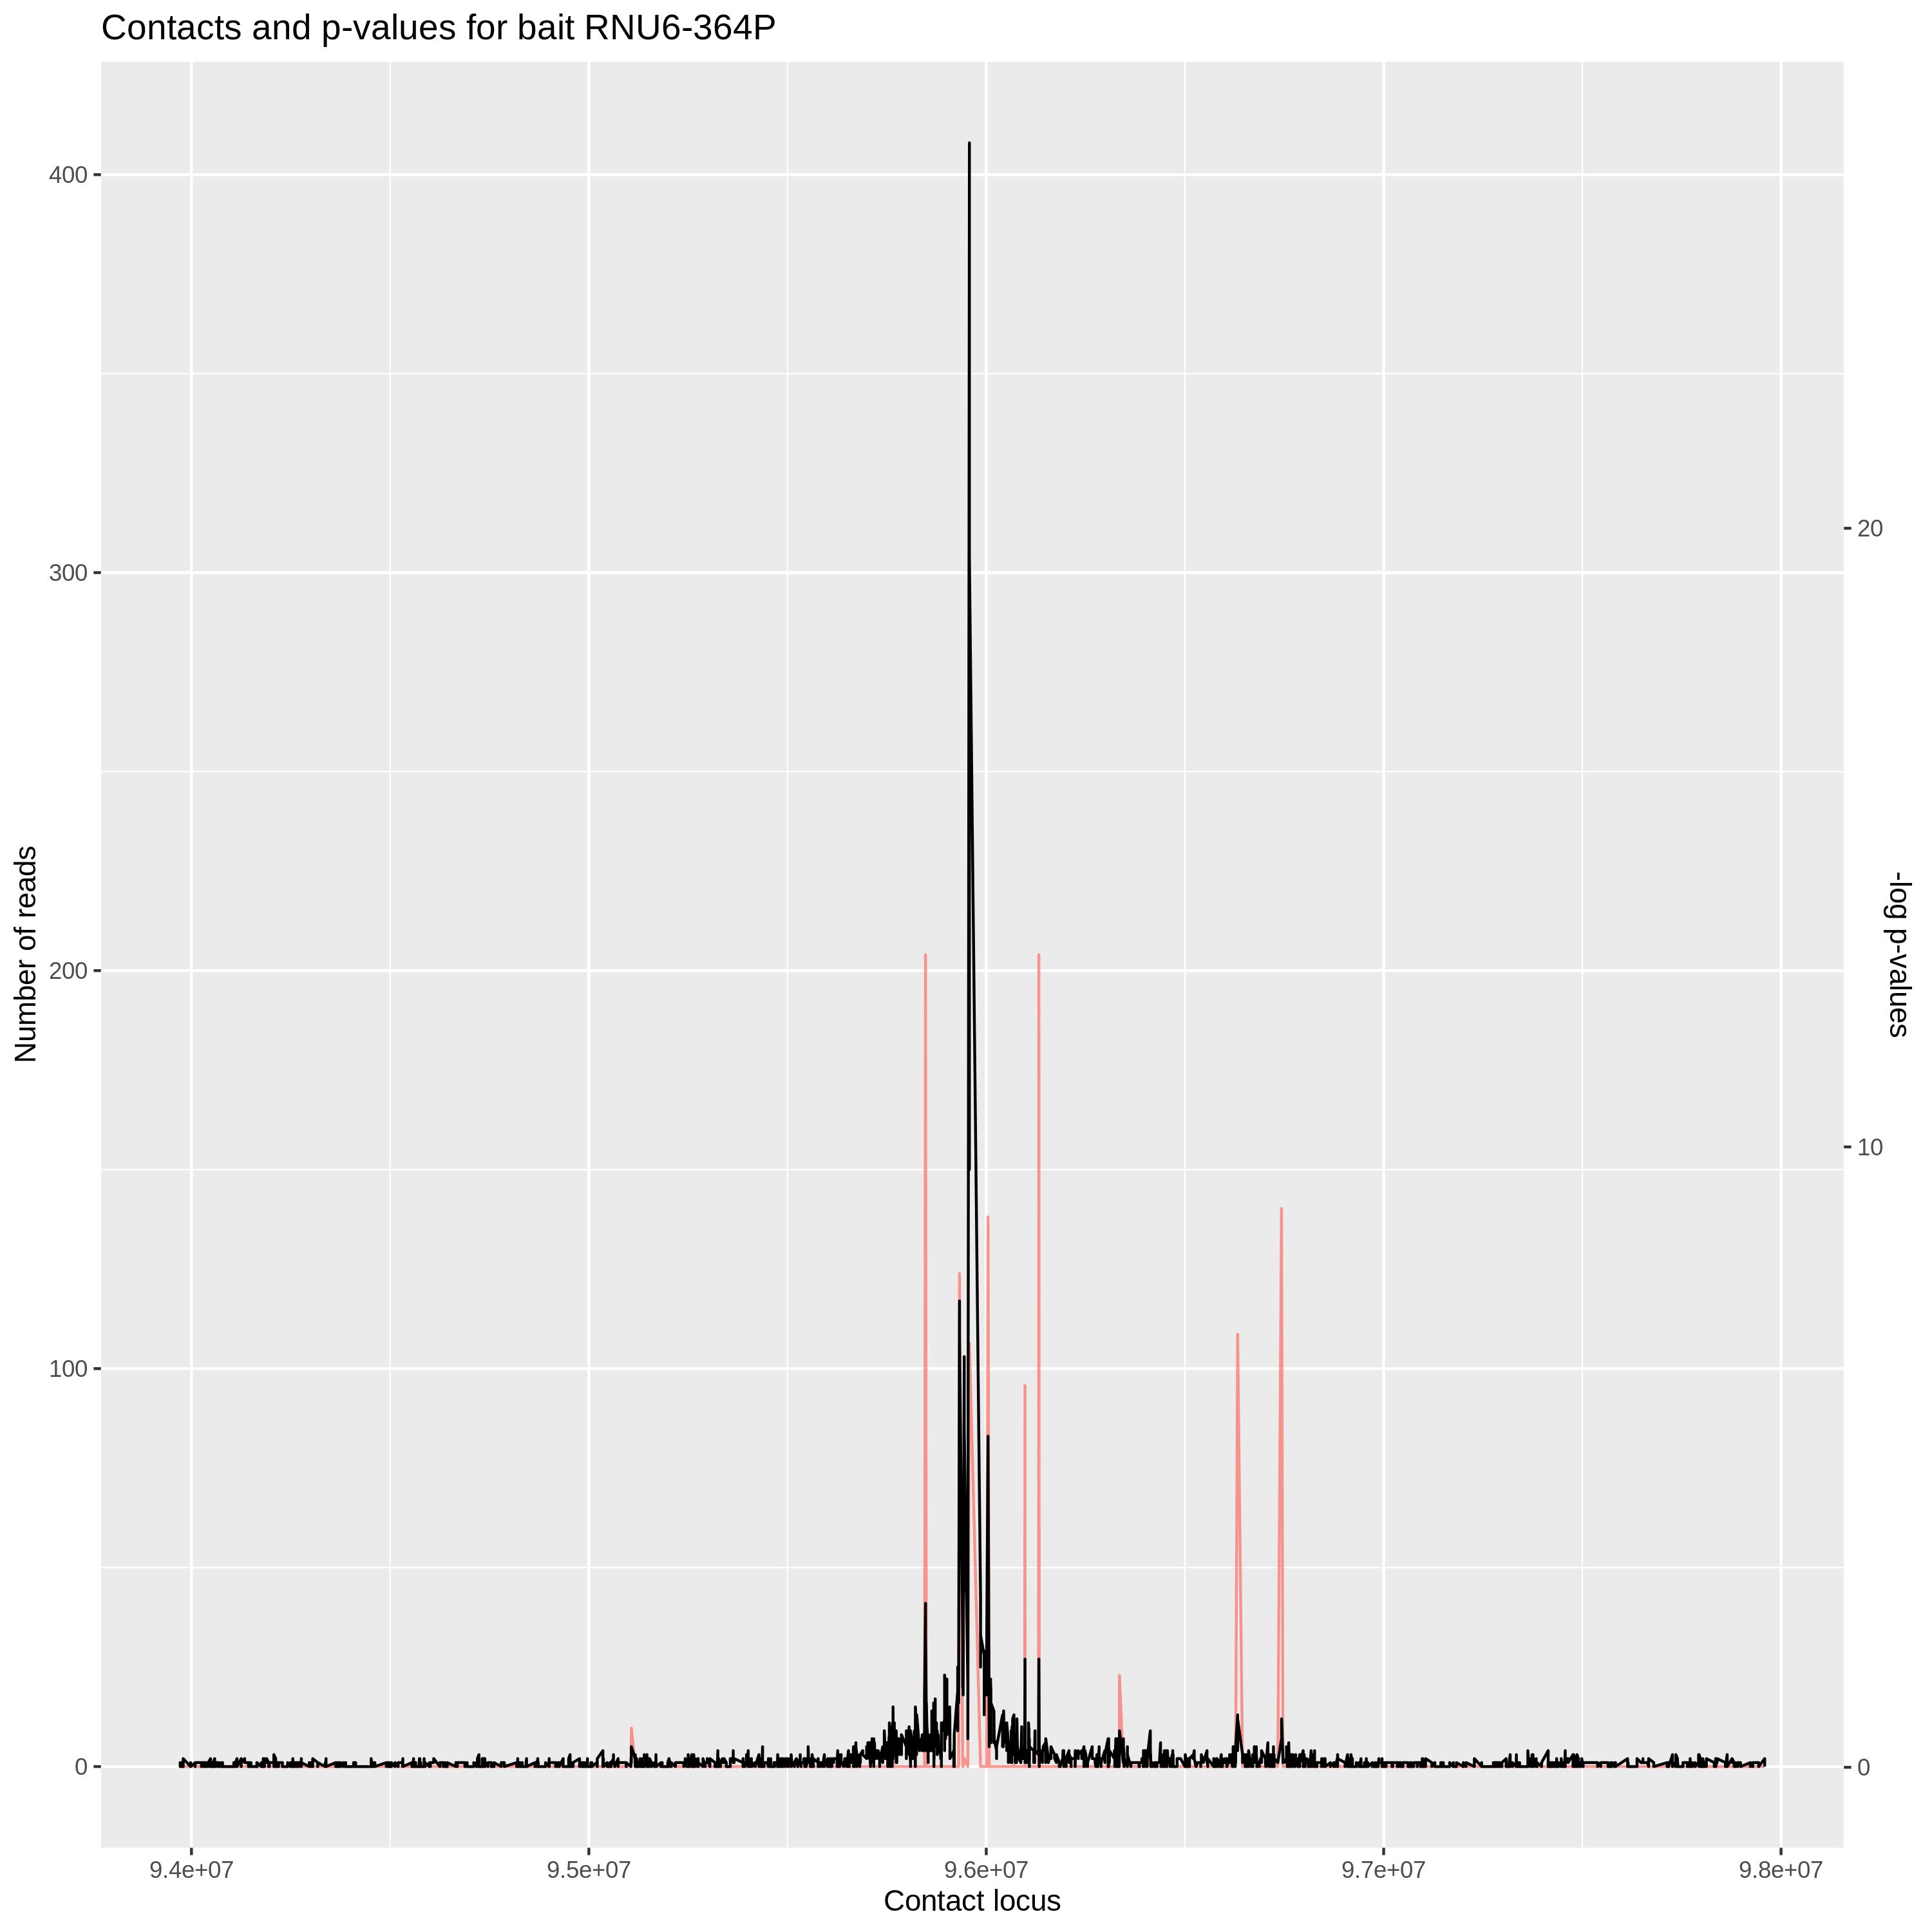 Contacts and p-values for bait RNU6-364P
400
300
200
100
0
Number of reads
20
10
0
-log p-values
9.4e+07
9.5e+07
9.6e+07
9.7e+07
9.8e+07
Contact locus